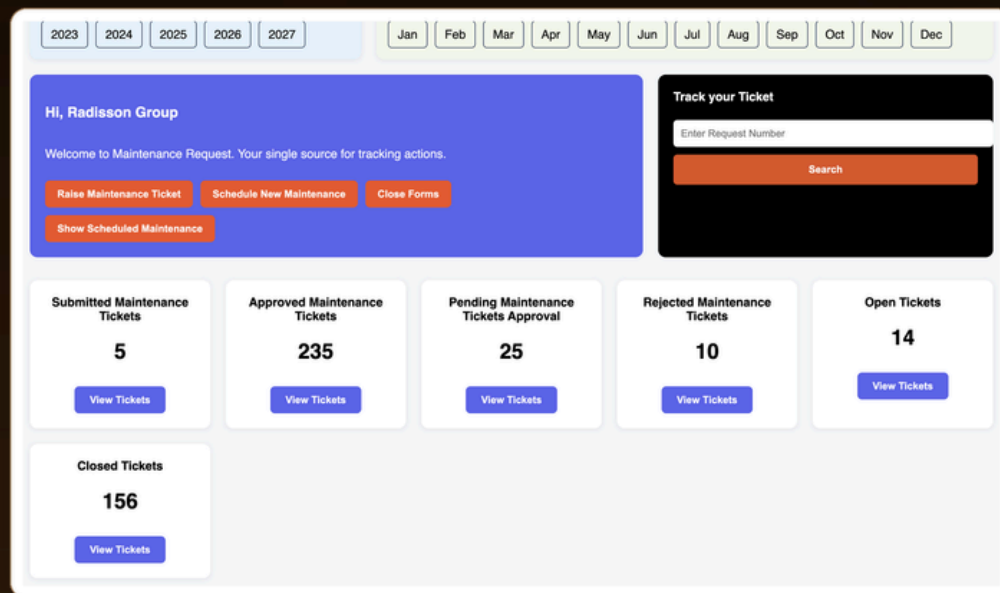 2023 2024 2025 2026 2027
Jan Feb Mar Apr May Jun Jul Aug Sep Oct Nov Dec
Hi, Radisson Group
Welcome to Maintenance Request. Your single source for tracking actions.
Raise Maintenance Ticket Schedule New Maintenance Close Forms
Show Scheduled Maintenance
Track your Ticket
Enter Request Number
Search
Submitted Maintenance
Tickets
5
View Tickets
Approved Maintenance
Tickets
235
View Tickets
Pending Maintenance
Tickets Approval
25
View Tickets
Rejected Maintenance
Tickets
10
View Tickets
Open Tickets
14
View Tickets
Closed Tickets
156
View Tickets